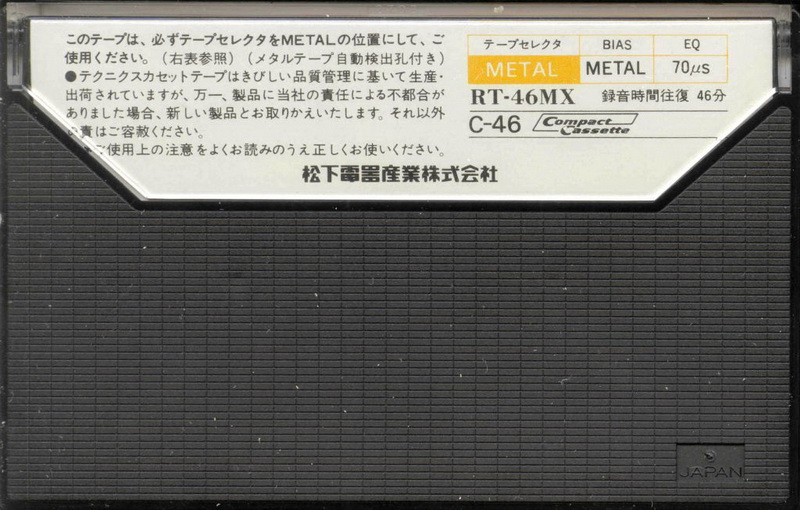 このテープは、必ずテープセレクタをMETALの位置にして、ご
使用ください。(右表参照)(メタルテープ自動検出孔付き)
●テクニクスカセットテープはきびしい品質管理に基いて生産・
出荷されていますが、万一、製品に当社の責任による不都合が
ありました場合、新しい製品とお取りかえいたします。それ以外
の責はご容赦ください。
ご使用上の注意をよくお読みのうえ正しくお使いください。
松下電器産業株式会社
テープセレクタ BIAS EQ
METAL METAL 70μs
RT-46MX 録音時間往復 46分
C-46 Compact Cassette
JAPAN